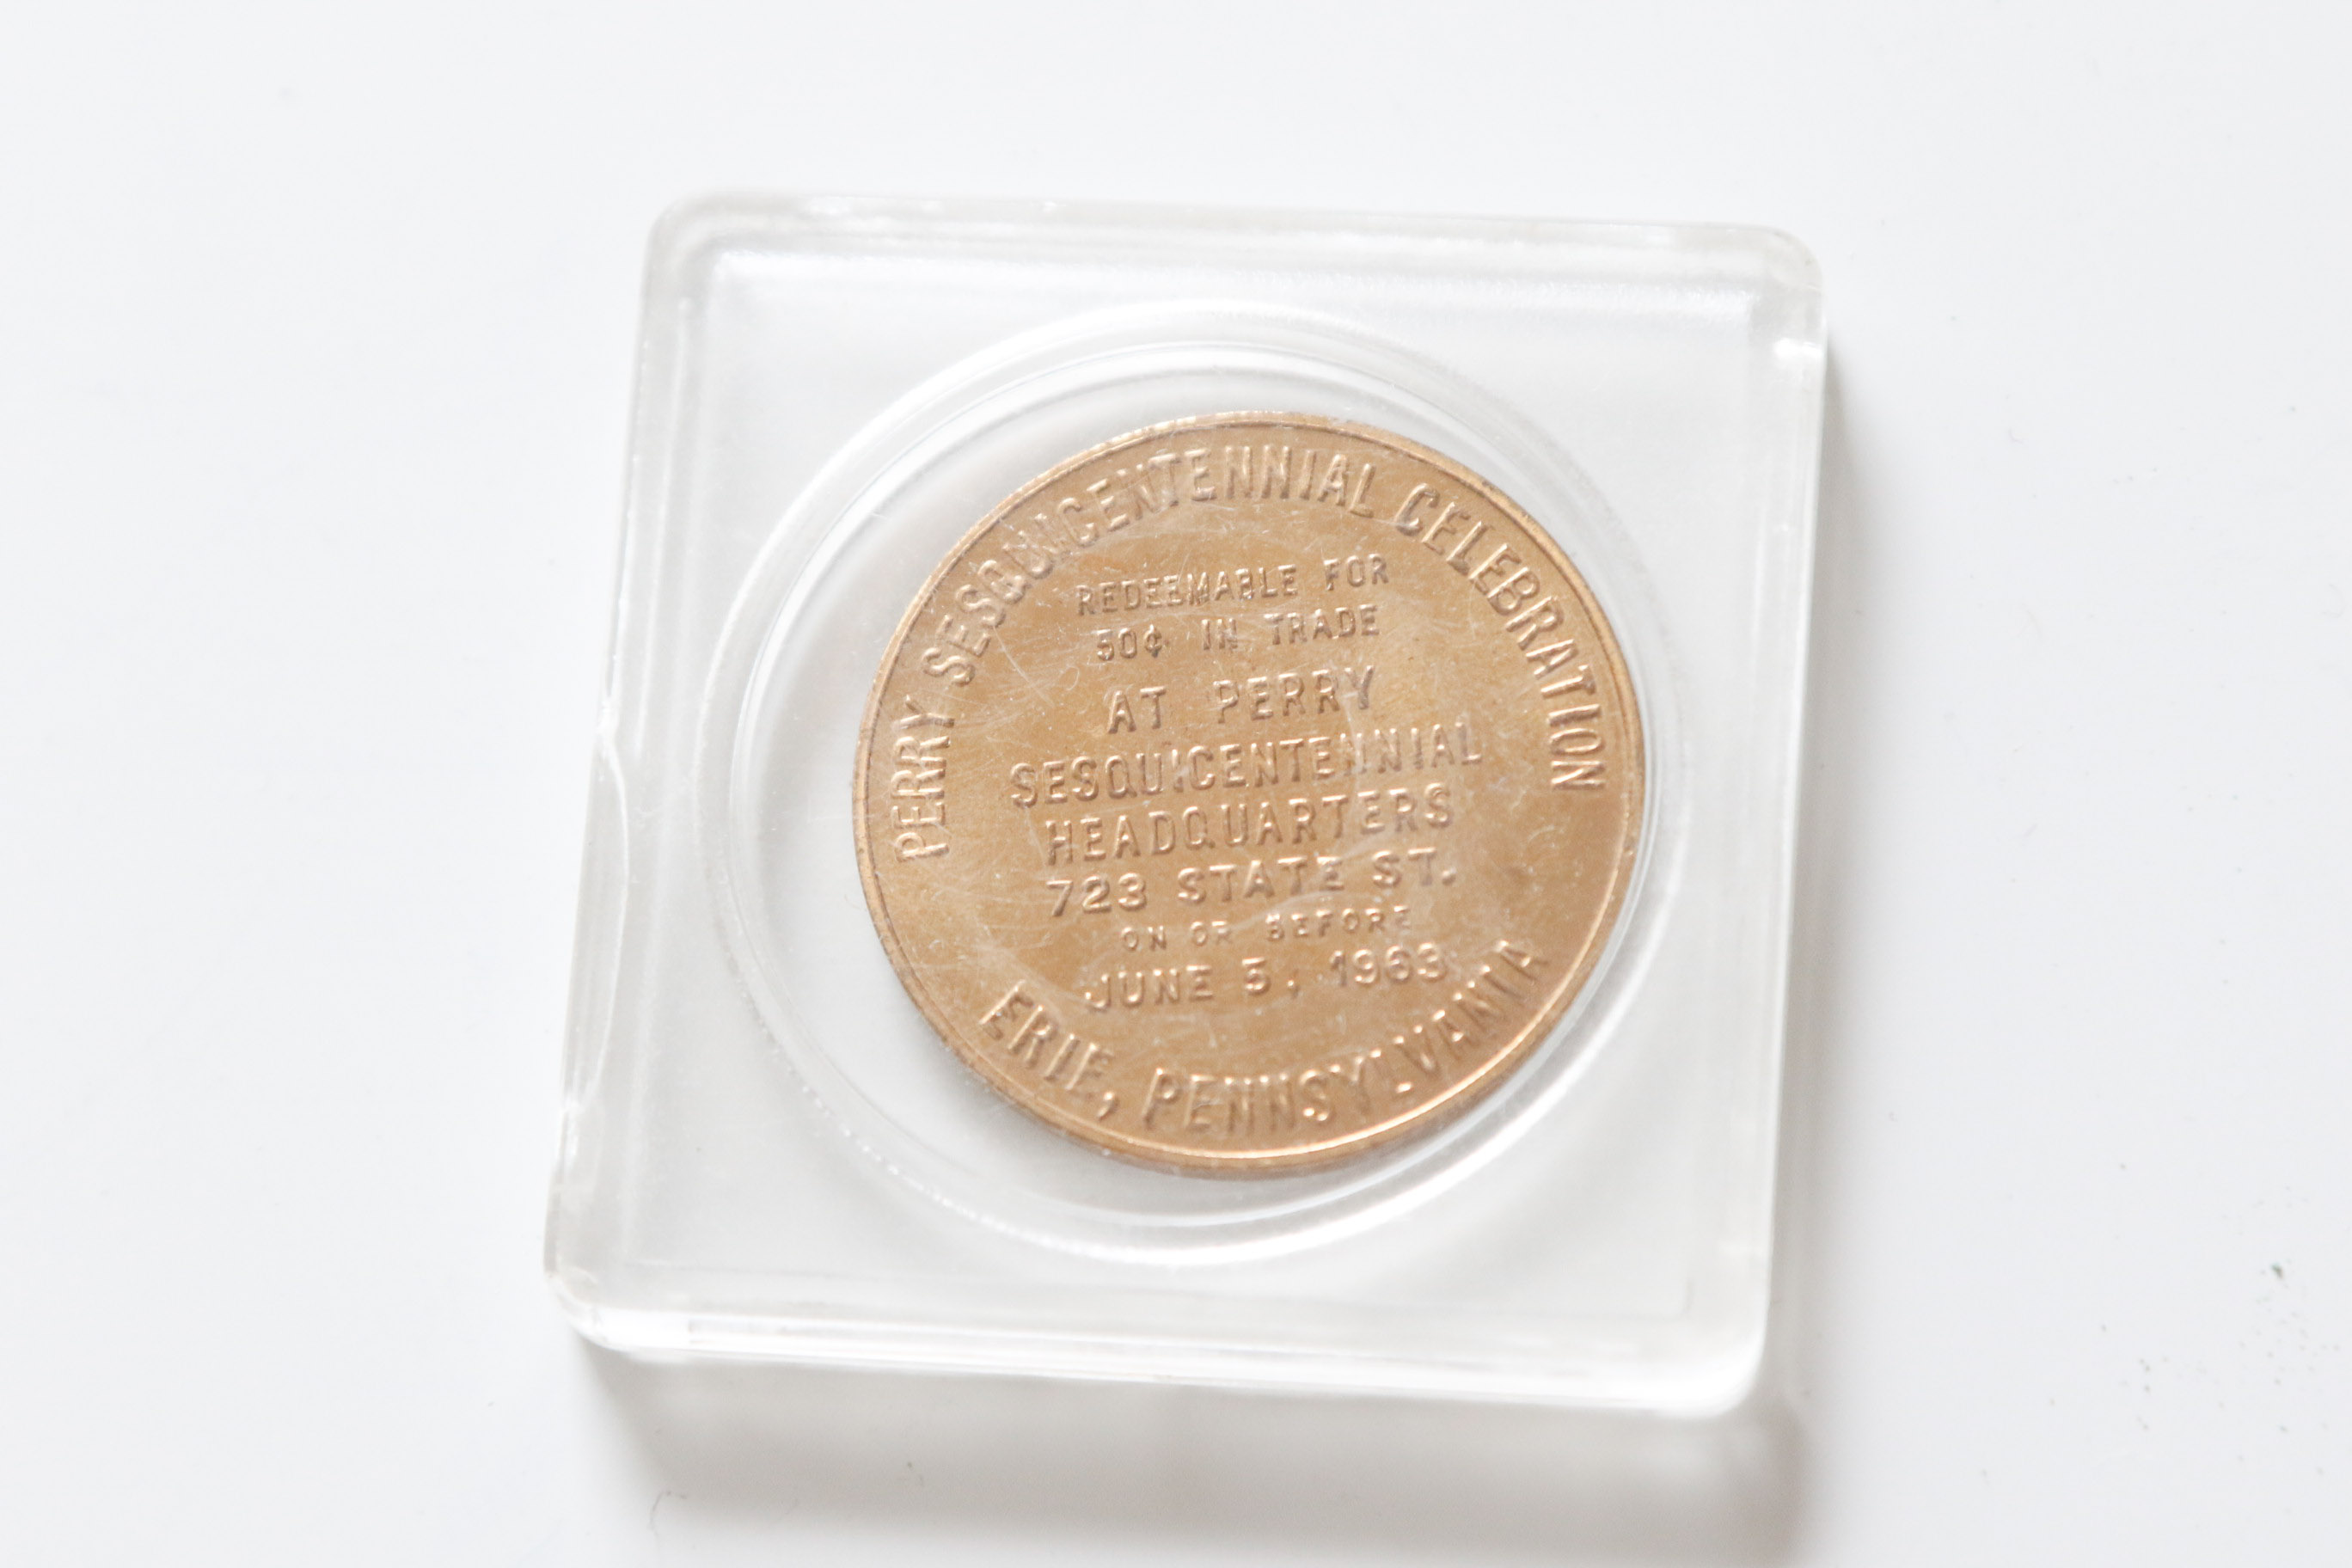 PERRY SESQUICENTENNIAL CELEBRATION
REDEEMABLE FOR
50¢ IN TRADE
AT PERRY
SESQUICENTENNIAL
HEADQUARTERS
723 STATE ST.
ON OR BEFORE
JUNE 5, 1963
ERIE, PENNSYLVANIA